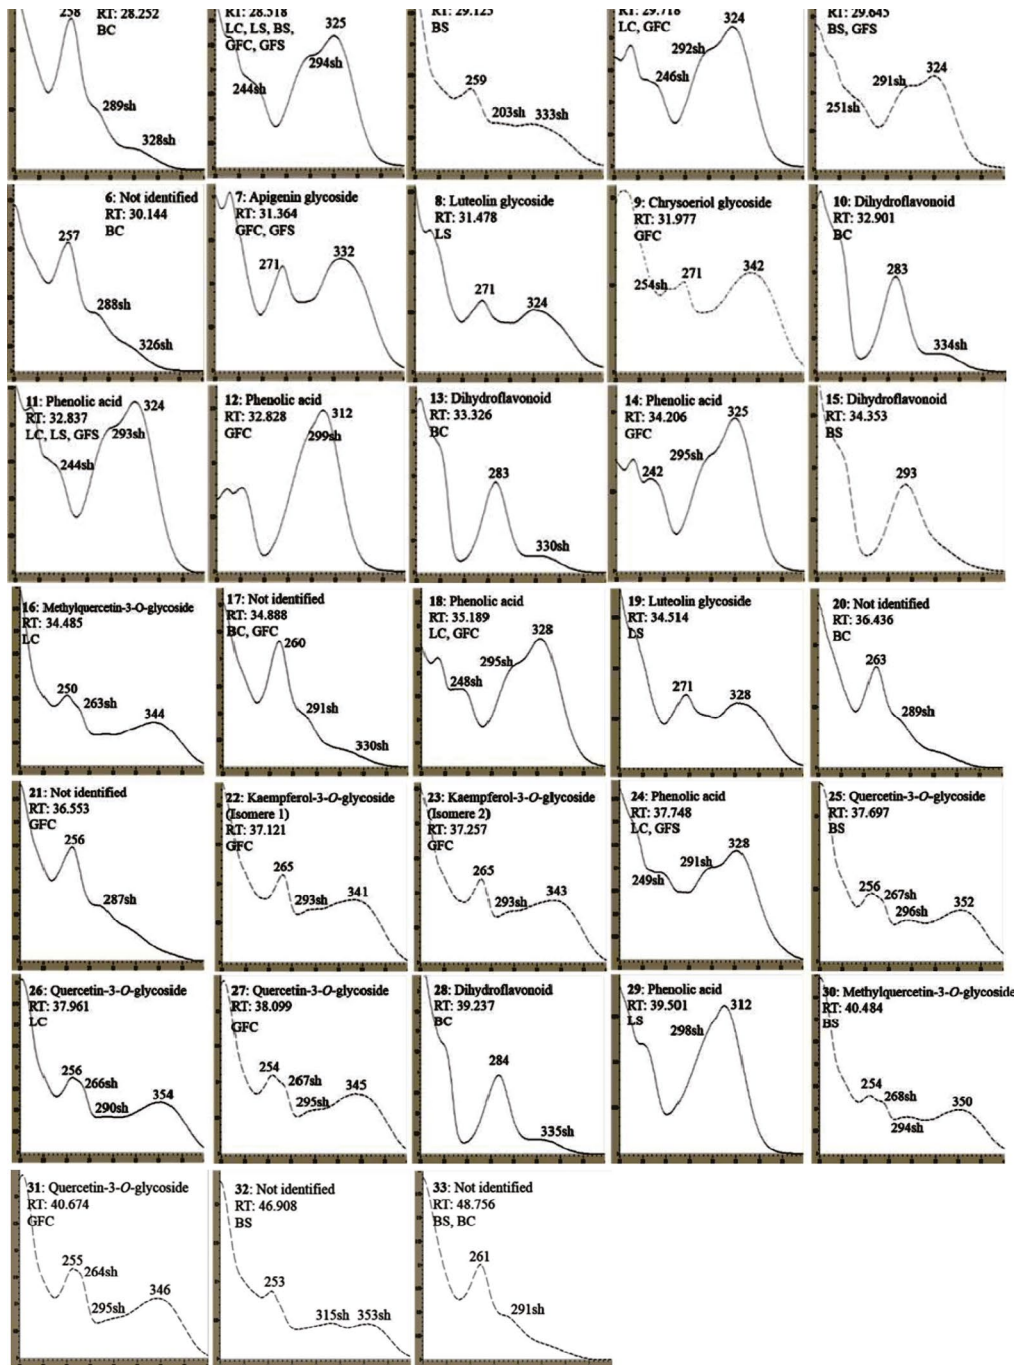 258
RT: 28.252
BC
289sh
328sh
RT: 28.518
LC, LS, BS,
GFC, GFS
325
294sh
244sh
RT: 29.125
BS
259
203sh
333sh
RT: 29.718
LC, GFC
324
292sh
246sh
RT: 29.645
BS, GFS
324
291sh
251sh
6: Not identified
RT: 30.144
BC
257
288sh
326sh
7: Apigenin glycoside
RT: 31.364
GFC, GFS
271
332
8: Luteolin glycoside
RT: 31.478
LS
271
324
9: Chrysoeriol glycoside
RT: 31.977
GFC
254sh
271
342
10: Dihydroflavonoid
RT: 32.901
BC
283
334sh
11: Phenolic acid
RT: 32.837
LC, LS, GFS
324
293sh
244sh
12: Phenolic acid
RT: 32.828
GFC
312
299sh
13: Dihydroflavonoid
RT: 33.326
BC
283
330sh
14: Phenolic acid
RT: 34.206
GFC
325
295sh
242
15: Dihydroflavonoid
RT: 34.353
BS
293
16: Methylquercetin-3-O-glycoside
RT: 34.485
LC
250
263sh
344
17: Not identified
RT: 34.888
BC, GFC
260
291sh
330sh
18: Phenolic acid
RT: 35.189
LC, GFC
328
295sh
248sh
19: Luteolin glycoside
RT: 34.514
LS
271
328
20: Not identified
RT: 36.436
BC
263
289sh
21: Not identified
RT: 36.553
GFC
256
287sh
22: Kaempferol-3-O-glycoside
(Isomere 1)
RT: 37.121
GFC
265
293sh
341
23: Kaempferol-3-O-glycoside
(Isomere 2)
RT: 37.257
GFC
265
293sh
343
24: Phenolic acid
RT: 37.748
LC, GFS
328
291sh
249sh
25: Quercetin-3-O-glycoside
RT: 37.697
BS
256
267sh
296sh
352
26: Quercetin-3-O-glycoside
RT: 37.961
LC
256
266sh
290sh
354
27: Quercetin-3-O-glycoside
RT: 38.099
GFC
254
267sh
295sh
345
28: Dihydroflavonoid
RT: 39.237
BC
284
335sh
29: Phenolic acid
RT: 39.501
LS
312
298sh
30: Methylquercetin-3-O-glycoside
RT: 40.484
BS
254
268sh
294sh
350
31: Quercetin-3-O-glycoside
RT: 40.674
GFC
255
264sh
295sh
346
32: Not identified
RT: 46.908
BS
253
315sh
353sh
33: Not identified
RT: 48.756
BS, BC
261
291sh